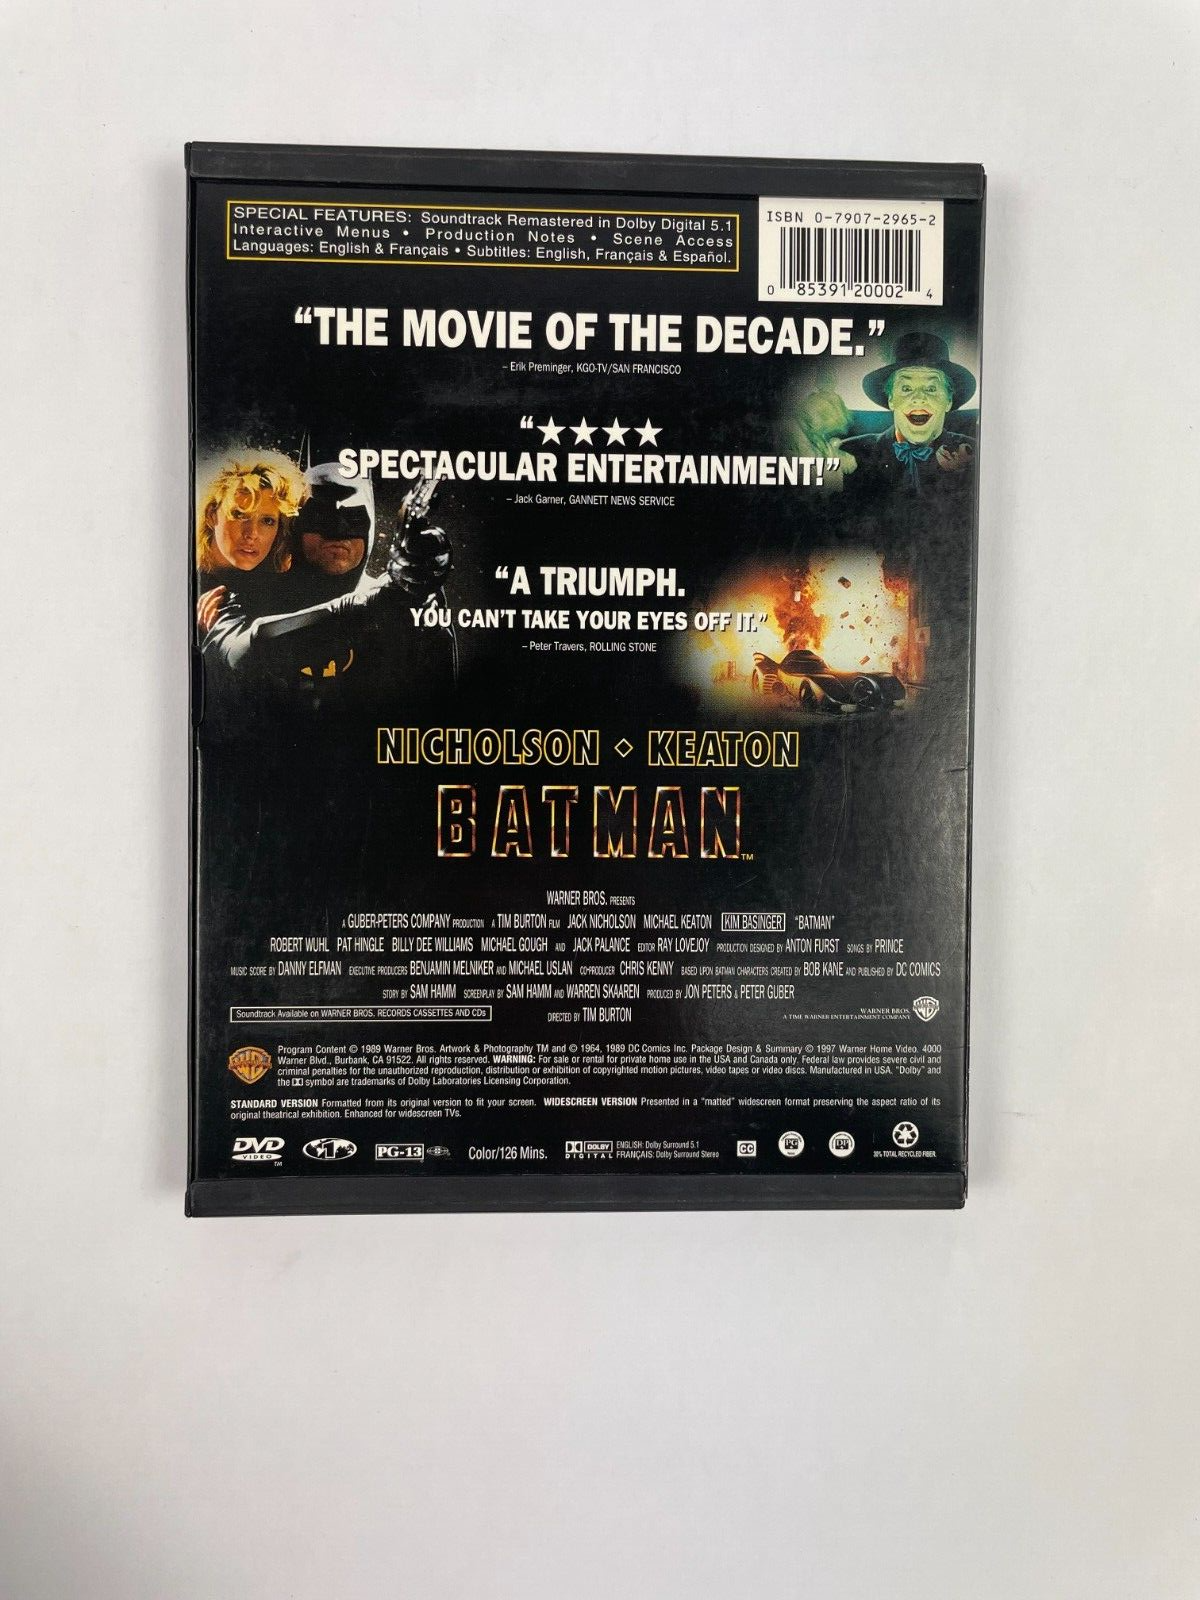 SPECIAL FEATURES: Soundtrack Remastered in Dolby Digital 5.1
Interactive Menus • Production Notes • Scene Access
Languages: English & Français • Subtitles: English, Français & Español.
ISBN 0-7907-2965-2
0 85391 20002 4
“THE MOVIE OF THE DECADE.”
– Erik Preminger, KGO-TV/SAN FRANCISCO
“★★★★
SPECTACULAR ENTERTAINMENT!”
– Jack Garner, GANNETT NEWS SERVICE
“A TRIUMPH.
YOU CAN'T TAKE YOUR EYES OFF IT.”
– Peter Travers, ROLLING STONE
NICHOLSON ◇ KEATON
BATMAN™
WARNER BROS. PRESENTS
A GUBER-PETERS COMPANY PRODUCTION A TIM BURTON FILM JACK NICHOLSON MICHAEL KEATON KIM BASINGER “BATMAN”
ROBERT WUHL PAT HINGLE BILLY DEE WILLIAMS MICHAEL GOUGH AND JACK PALANCE EDITOR RAY LOVEJOY PRODUCTION DESIGNED BY ANTON FURST SONGS BY PRINCE
MUSIC SCORE BY DANNY ELFMAN EXECUTIVE PRODUCERS BENJAMIN MELNIKER AND MICHAEL USLAN CO-PRODUCER CHRIS KENNY BASED UPON BATMAN CHARACTERS CREATED BY BOB KANE AND PUBLISHED BY DC COMICS
STORY BY SAM HAMM SCREENPLAY BY SAM HAMM AND WARREN SKAAREN PRODUCED BY JON PETERS & PETER GUBER
Soundtrack Available on WARNER BROS. RECORDS CASSETTES AND CDs
DIRECTED BY TIM BURTON
WARNER BROS.
A TIME WARNER ENTERTAINMENT COMPANY
Program Content © 1989 Warner Bros. Artwork & Photography TM and © 1964, 1989 DC Comics Inc. Package Design & Summary © 1997 Warner Home Video. 4000
Warner Blvd., Burbank, CA 91522. All rights reserved. WARNING: For sale or rental for private home use in the USA and Canada only. Federal law provides severe civil and
criminal penalties for the unauthorized reproduction, distribution or exhibition of copyrighted motion pictures, video tapes or video discs. Manufactured in USA. “Dolby” and
the symbol are trademarks of Dolby Laboratories Licensing Corporation.
STANDARD VERSION Formatted from its original version to fit your screen. WIDESCREEN VERSION Presented in a “matted” widescreen format preserving the aspect ratio of its
original theatrical exhibition. Enhanced for widescreen TVs.
DVD VIDEO TM
PG-13
Color/126 Mins.
DOLBY DIGITAL
ENGLISH: Dolby Surround 5.1
FRANÇAIS: Dolby Surround Stereo
CC
PG
DP
30% TOTAL RECYCLED FIBER.